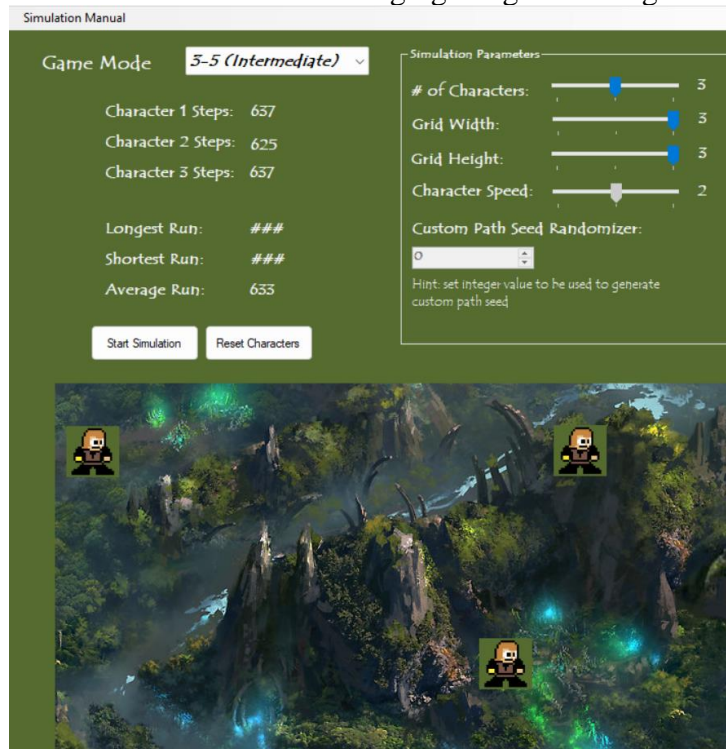 Simulation Manual
Game Mode 3-5 (Intermediate)
Character 1 Steps: 637
Character 2 Steps: 625
Character 3 Steps: 637
Longest Run: ###
Shortest Run: ###
Average Run: 633
Start Simulation Reset Characters
Simulation Parameters
# of Characters: 3
Grid Width: 3
Grid Height: 3
Character Speed: 2
Custom Path Seed Randomizer:
0
Hint: set integer value to be used to generate
custom path seed